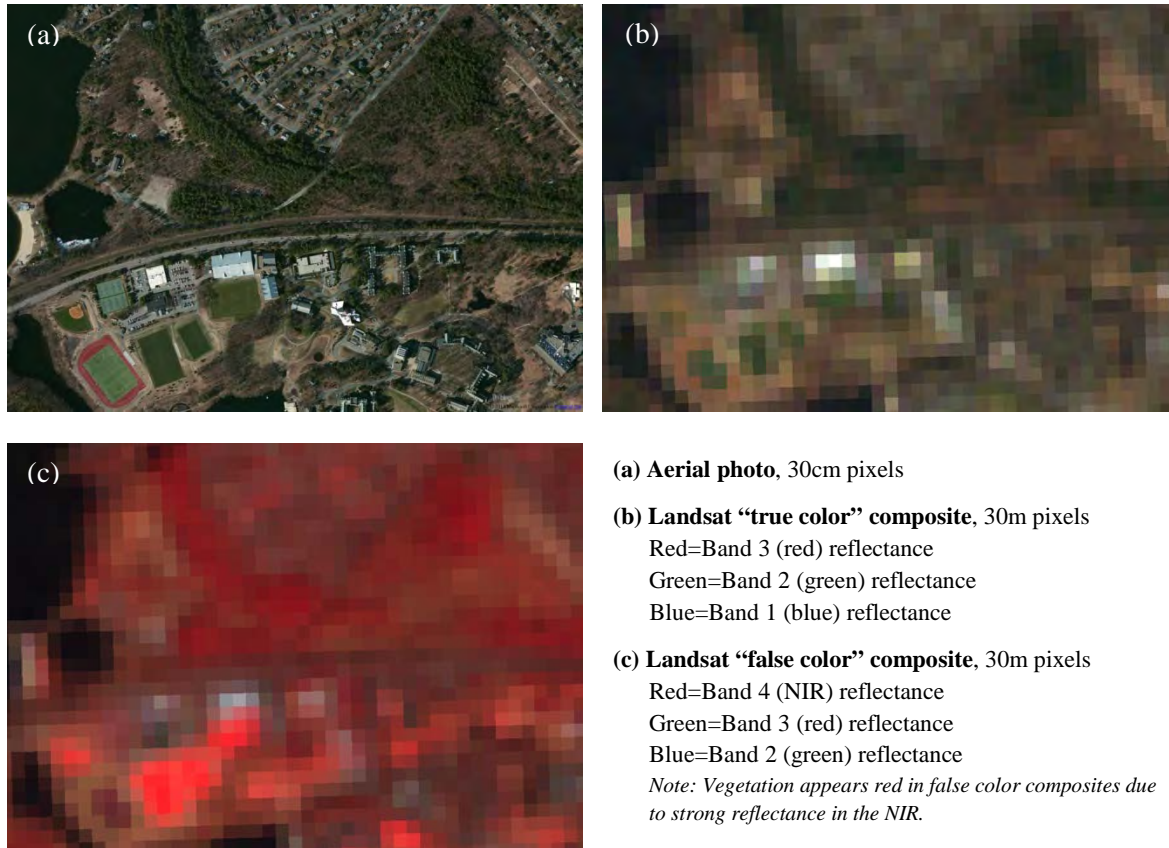 (a)
(b)
(c)
(a) Aerial photo, 30cm pixels
(b) Landsat “true color” composite, 30m pixels
Red=Band 3 (red) reflectance
Green=Band 2 (green) reflectance
Blue=Band 1 (blue) reflectance
(c) Landsat “false color” composite, 30m pixels
Red=Band 4 (NIR) reflectance
Green=Band 3 (red) reflectance
Blue=Band 2 (green) reflectance
Note: Vegetation appears red in false color composites due
to strong reflectance in the NIR.